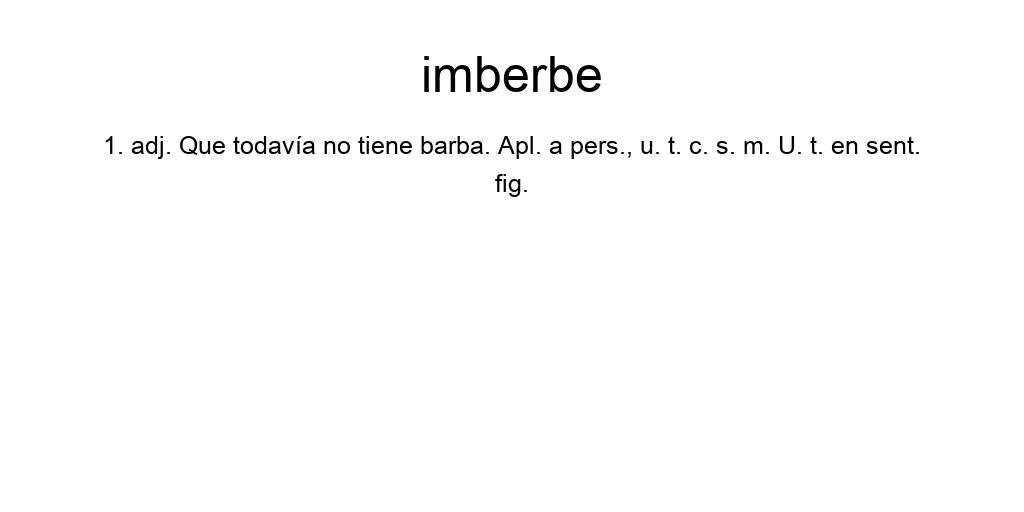 imberbe
1. adj. Que todavía no tiene barba. Apl. a pers., u. t. c. s. m. U. t. en sent.
fig.